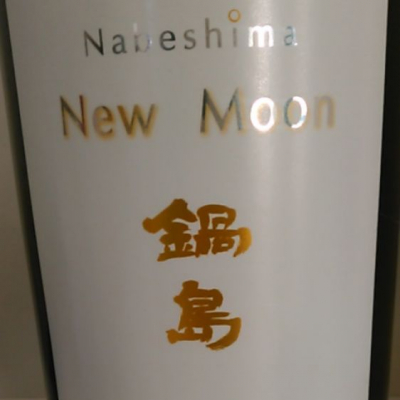 Nabeshima
New Moon
鍋
島